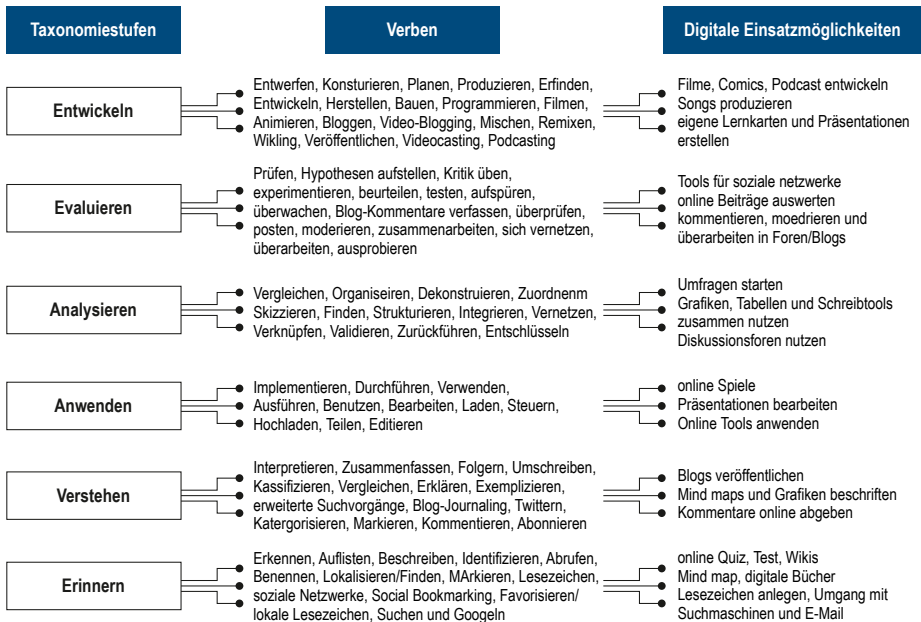 Taxonomiestufen
Verben
Digitale Einsatzmöglichkeiten
Entwickeln
Entwerfen, Konsturieren, Planen, Produzieren, Erfinden,
Entwickeln, Herstellen, Bauen, Programmieren, Filmen,
Animieren, Bloggen, Video-Blogging, Mischen, Remixen,
Wikling, Veröffentlichen, Videocasting, Podcasting
Filme, Comics, Podcast entwickeln
Songs produzieren
eigene Lernkarten und Präsentationen
erstellen
Evaluieren
Prüfen, Hypothesen aufstellen, Kritik üben,
experimentieren, beurteilen, testen, aufspüren,
überwachen, Blog-Kommentare verfassen, überprüfen,
posten, moderieren, zusammenarbeiten, sich vernetzen,
überarbeiten, ausprobieren
Tools für soziale netzwerke
online Beiträge auswerten
kommentieren, moedrieren und
überarbeiten in Foren/Blogs
Analysieren
Vergleichen, Organiseiren, Dekonstruieren, Zuordnenm
Skizzieren, Finden, Strukturieren, Integrieren, Vernetzen,
Verknüpfen, Validieren, Zurückführen, Entschlüsseln
Umfragen starten
Grafiken, Tabellen und Schreibtools
zusammen nutzen
Diskussionsforen nutzen
Anwenden
Implementieren, Durchführen, Verwenden,
Ausführen, Benutzen, Bearbeiten, Laden, Steuern,
Hochladen, Teilen, Editieren
online Spiele
Präsentationen bearbeiten
Online Tools anwenden
Verstehen
Interpretieren, Zusammenfassen, Folgern, Umschreiben,
Kassifizieren, Vergleichen, Erklären, Exemplizieren,
erweiterte Suchvorgänge, Blog-Journaling, Twittern,
Katergorisieren, Markieren, Kommentieren, Abonnieren
Blogs veröffentlichen
Mind maps und Grafiken beschriften
Kommentare online abgeben
Erinnern
Erkennen, Auflisten, Beschreiben, Identifizieren, Abrufen,
Benennen, Lokalisieren/Finden, MArkieren, Lesezeichen,
soziale Netzwerke, Social Bookmarking, Favorisieren/
lokale Lesezeichen, Suchen und Googeln
online Quiz, Test, Wikis
Mind map, digitale Bücher
Lesezeichen anlegen, Umgang mit
Suchmaschinen und E-Mail